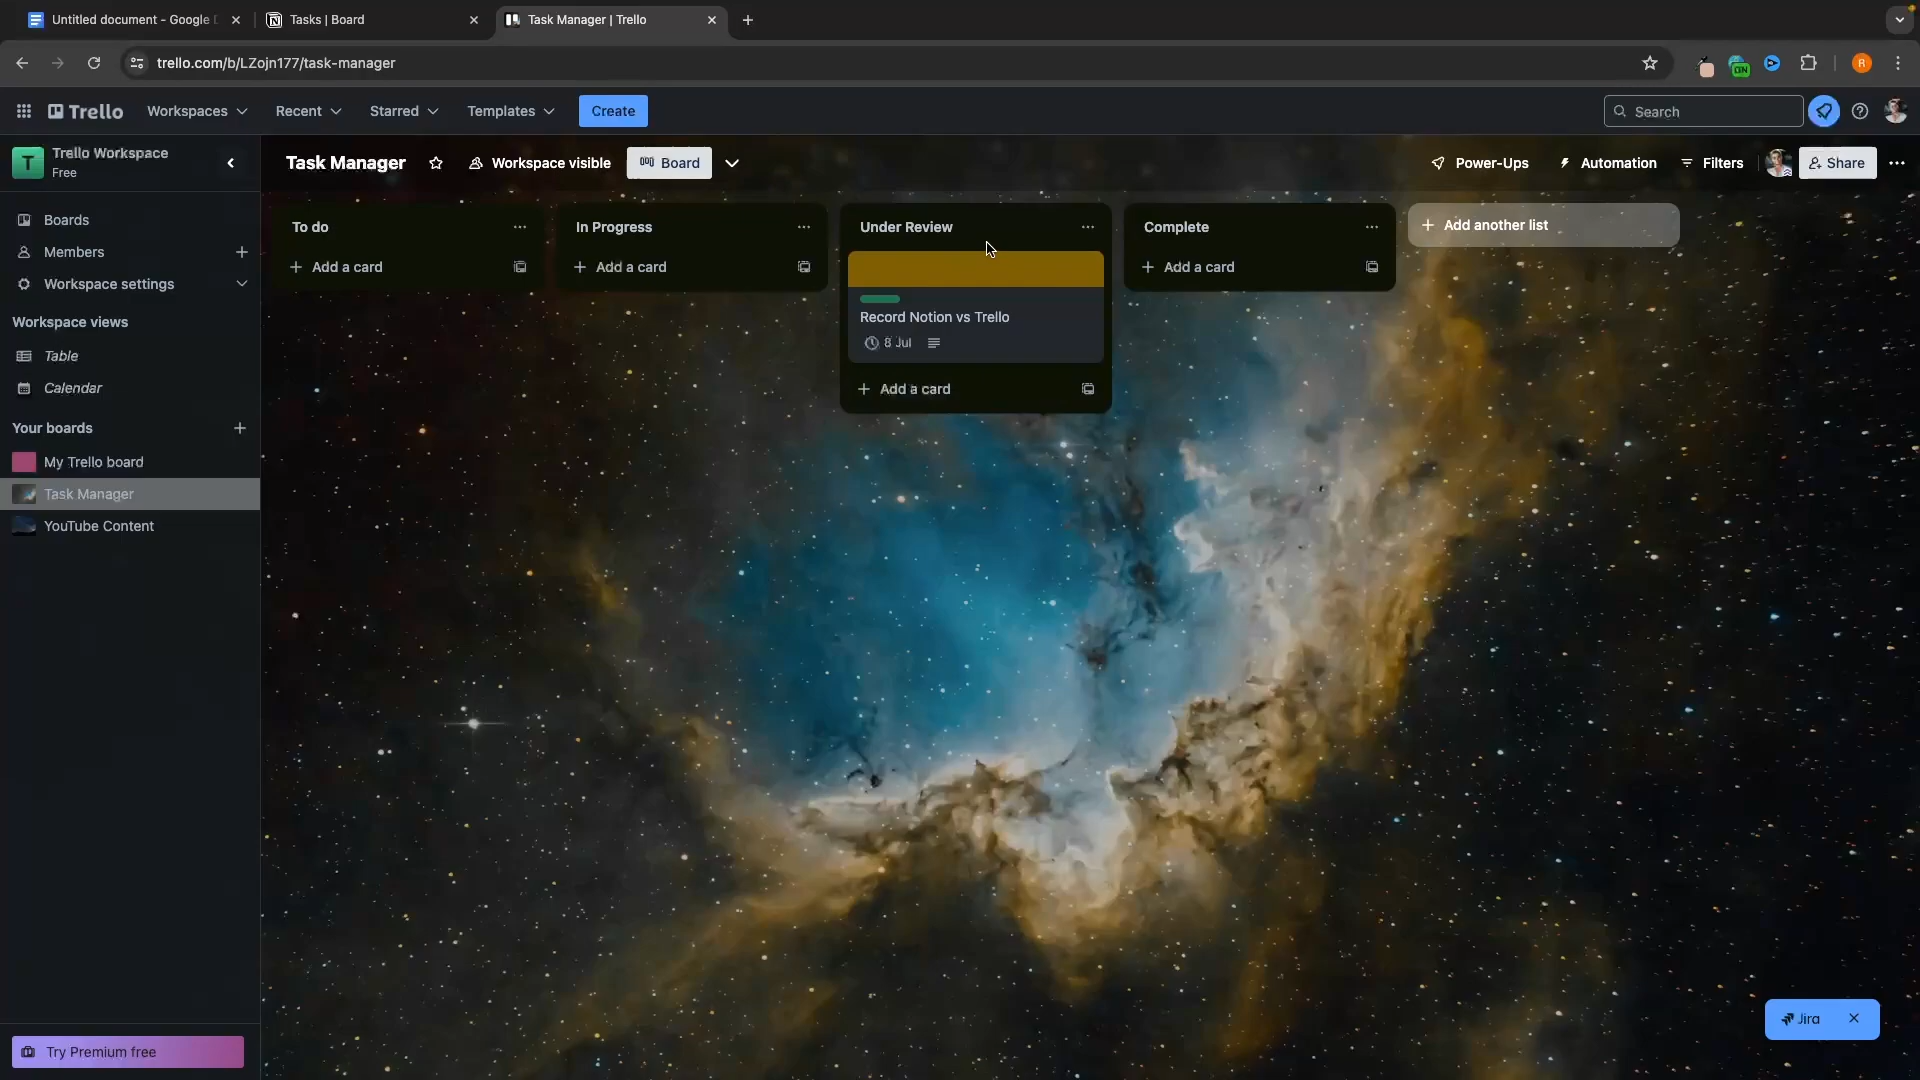 Untitled document - Google D
Tasks | Board
Task Manager | Trello
trello.com/b/LZojn177/task-manager
ON
R
Trello
Workspaces
Recent
Starred
Templates
Create
Search
T
Trello Workspace
Free
Task Manager
Workspace visible
Board
Power-Ups
Automation
Filters
Share
Boards
Members
Workspace settings
Workspace views
Table
Calendar
Your boards
My Trello board
Task Manager
YouTube Content
Try Premium free
To do
Add a card
In Progress
Add a card
Under Review
Record Notion vs Trello
8 Jul
Add a card
Complete
Add a card
Add another list
Jira